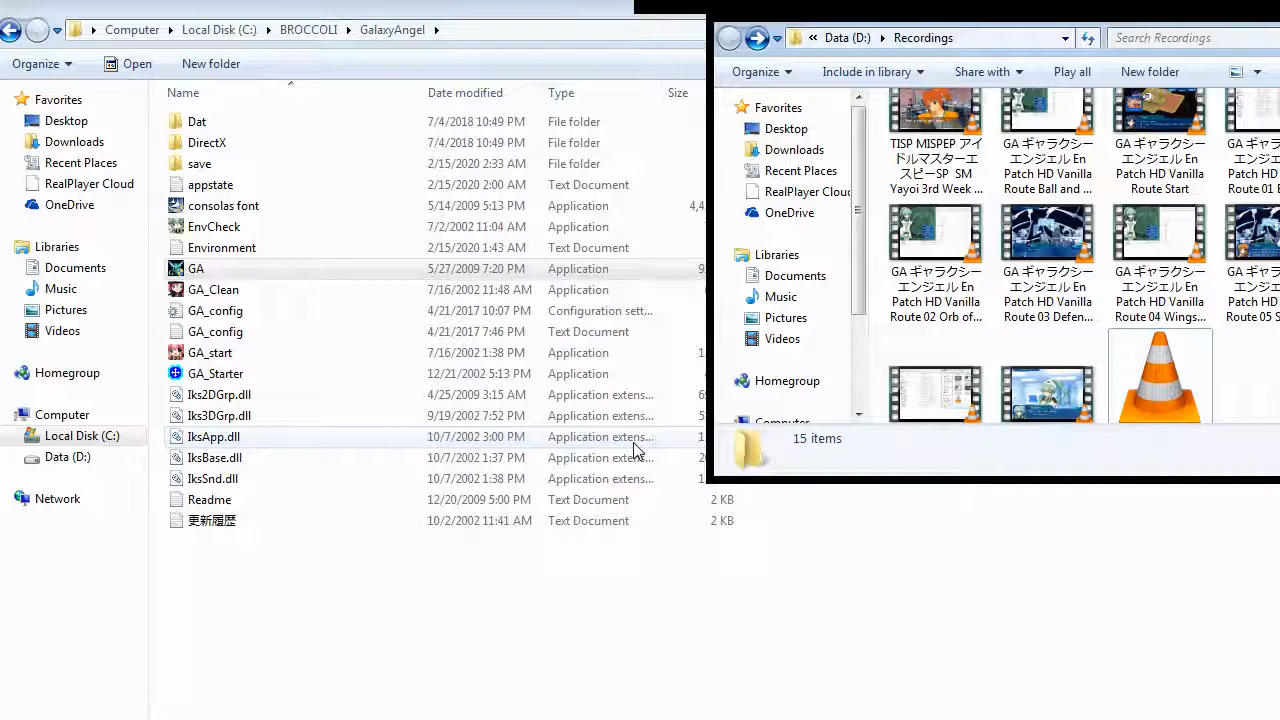 Computer Local Disk (C:) BROCCOLI GalaxyAngel
Organize Open New folder
Favorites
Desktop
Downloads
Recent Places
RealPlayer Cloud
OneDrive
Libraries
Documents
Music
Pictures
Videos
Homegroup
Computer
Local Disk (C:)
Data (D:)
Network
Name Date modified Type Size
Dat 7/4/2018 10:49 PM File folder
DirectX 7/4/2018 10:49 PM File folder
save 2/15/2020 2:33 AM File folder
appstate 2/15/2020 2:00 AM Text Document
consolas font 5/14/2009 5:13 PM Application 4,4
EnvCheck 7/2/2002 11:04 AM Application
Environment 2/15/2020 1:43 AM Text Document
GA 5/27/2009 7:20 PM Application 9
GA_Clean 7/16/2002 11:48 AM Application
GA_config 4/21/2017 10:07 PM Configuration sett...
GA_config 4/21/2017 7:46 PM Text Document
GA_start 7/16/2002 1:38 PM Application 1,
GA_Starter 12/21/2002 5:13 PM Application
Iks2DGrp.dll 4/25/2009 3:15 AM Application extens... 6
Iks3DGrp.dll 9/19/2002 7:52 PM Application extens... 5
IksApp.dll 10/7/2002 3:00 PM Application extens... 1
IksBase.dll 10/7/2002 1:37 PM Application extens... 2
IksSnd.dll 10/7/2002 1:38 PM Application extens... 1
Readme 12/20/2009 5:00 PM Text Document 2 KB
更新履歴 10/2/2002 11:41 AM Text Document 2 KB
« Data (D:) Recordings Search Recordings
Organize Include in library Share with Play all New folder
Favorites
Desktop
Downloads
Recent Places
RealPlayer Clou
OneDrive
Libraries
Documents
Music
Pictures
Videos
Homegroup
TISP MISPEP アイ
ドルマスターエ
スピーSP SM
Yayoi 3rd Week ...
GA ギャラクシー
エンジェル En
Patch HD Vanilla
Route Ball and ...
GA ギャラクシー
エンジェル En
Patch HD Vanilla
Route Start
GA ギャ
エンジ
Patch H
Route 01
GA ギャラクシー
エンジェル En
Patch HD Vanilla
Route 02 Orb of...
GA ギャラクシー
エンジェル En
Patch HD Vanilla
Route 03 Defen...
GA ギャラクシー
エンジェル En
Patch HD Vanilla
Route 04 Wings...
GA ギャ
エンジ
Patch H
Route 05 S
15 items